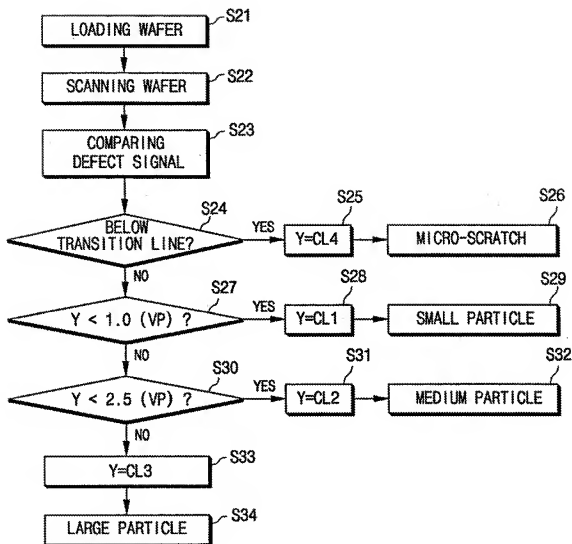 LOADING WAFER
S21
SCANNING WAFER
S22
COMPARING
DEFECT SIGNAL
S23
BELOW
TRANSITION LINE?
S24
YES
Y=CL4
S25
MICRO-SCRATCH
S26
NO
Y < 1.0 (VP) ?
S27
YES
Y=CL1
S28
SMALL PARTICLE
S29
NO
Y < 2.5 (VP) ?
S30
YES
Y=CL2
S31
MEDIUM PARTICLE
S32
NO
Y=CL3
S33
LARGE PARTICLE
S34